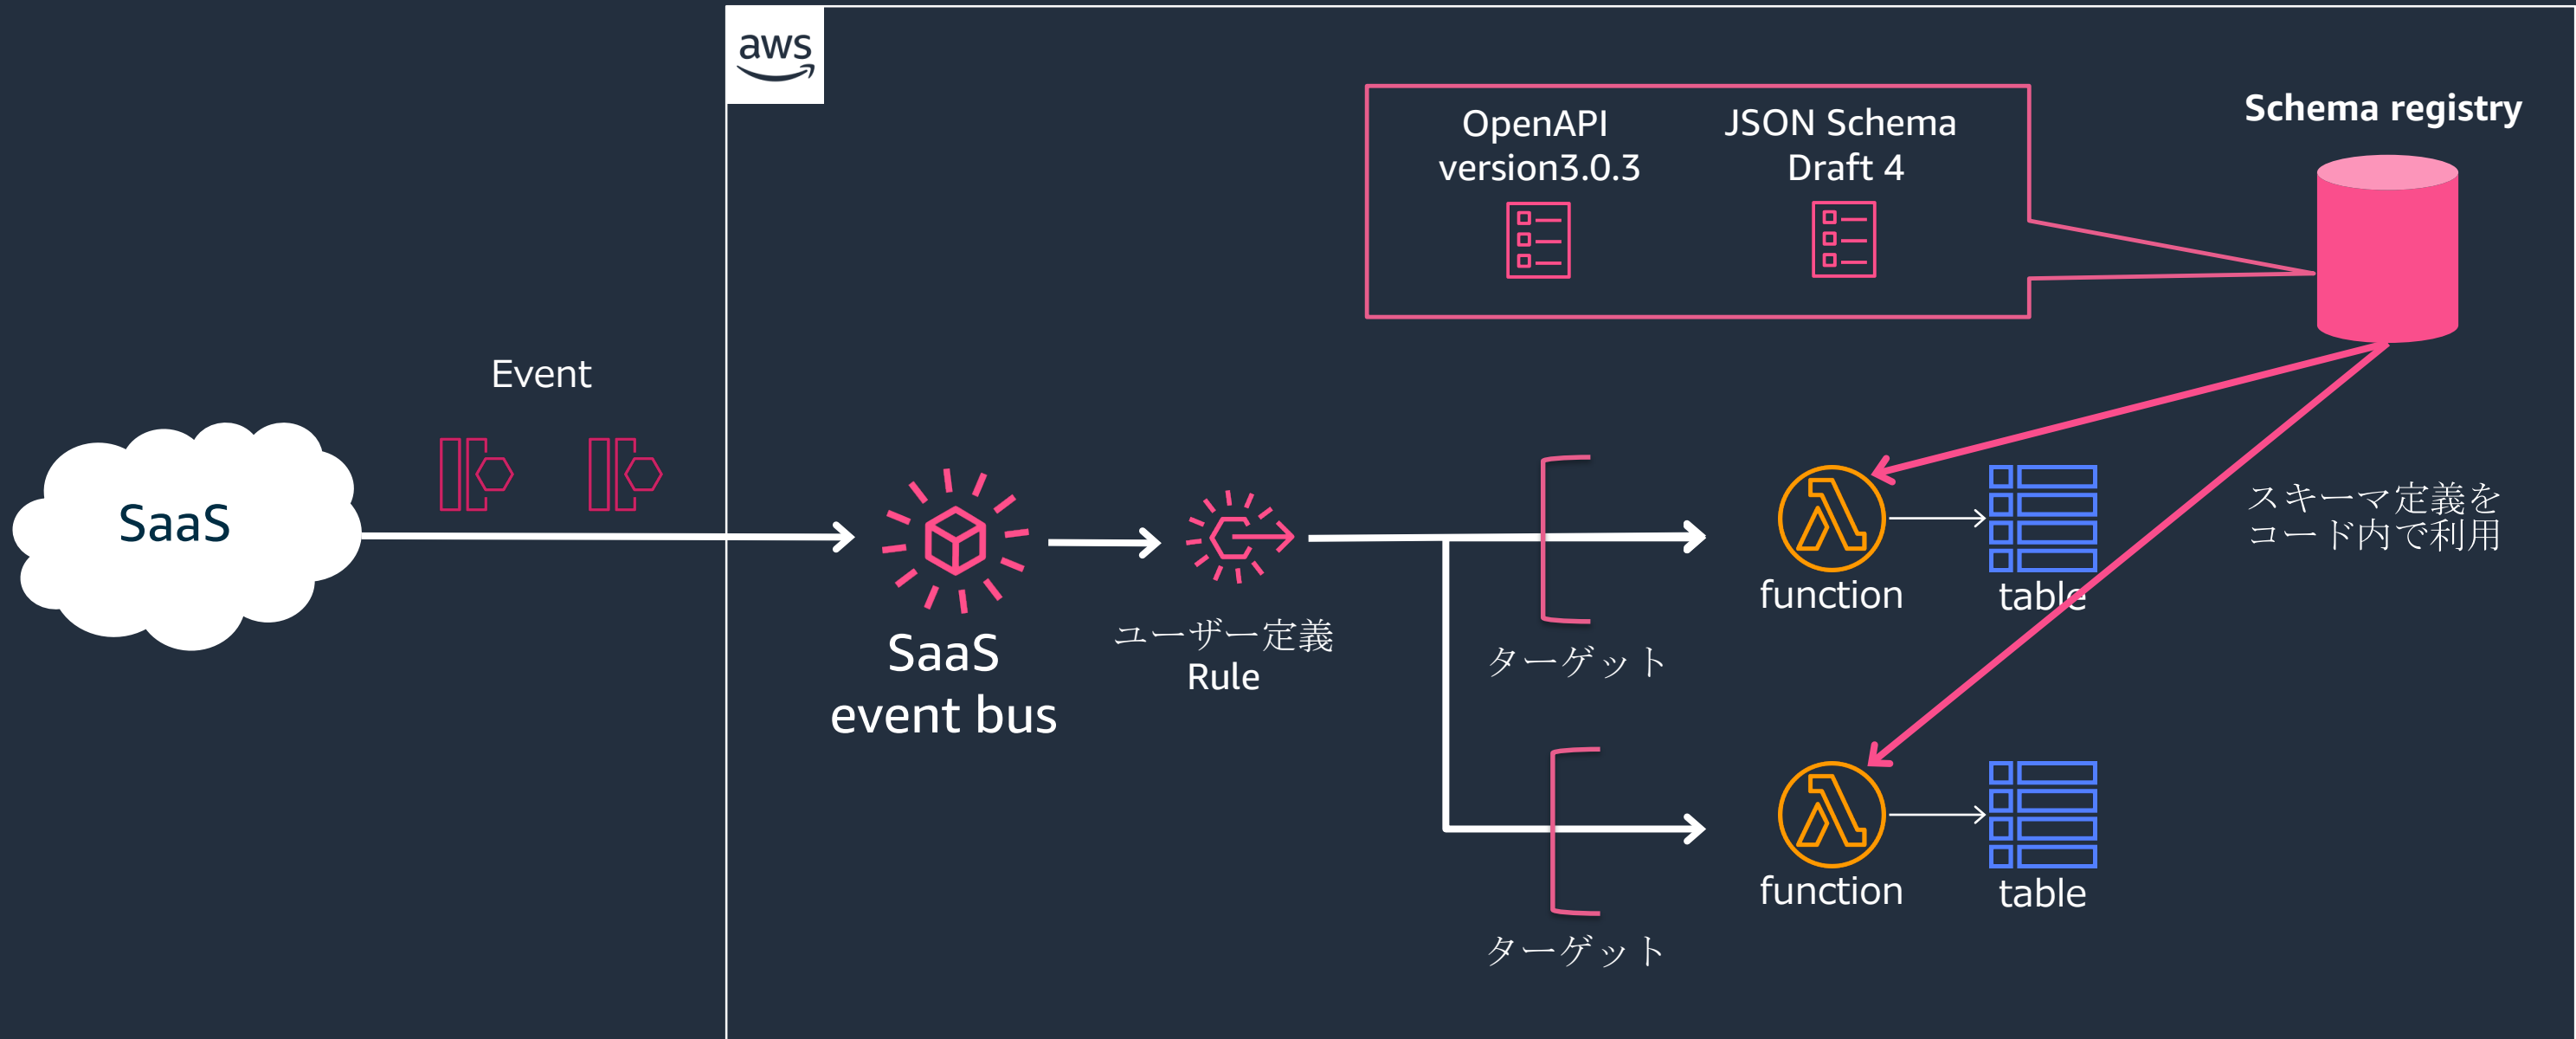 aws
OpenAPI
version3.0.3
JSON Schema
Draft 4
Schema registry
Event
SaaS
SaaS
event bus
ユーザー定義
Rule
ターゲット
function
table
スキーマ定義を
コード内で利用
ターゲット
function
table